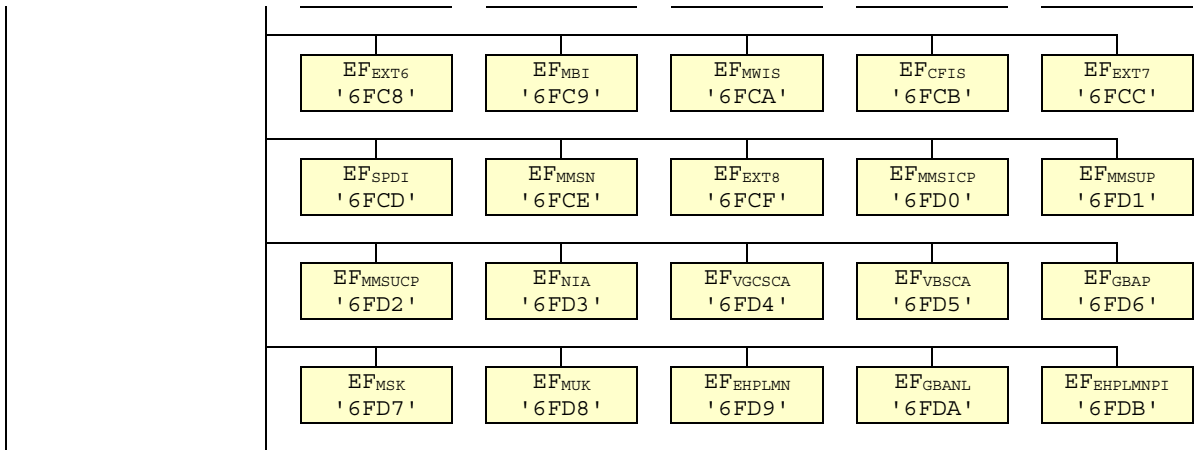 EFEXT6 EFMBI EFMWIS EFCFIS EFEXT7
'6FC8' '6FC9' '6FCA' '6FCB' '6FCC'
EFSPDI EFMMSN EFEXT8 EFMMSICP EFMMSUP
'6FCD' '6FCE' '6FCF' '6FD0' '6FD1'
EFMMSUCP EFNIA EFVGCSCA EFVBSCA EFGBAP
'6FD2' '6FD3' '6FD4' '6FD5' '6FD6'
EFMSK EFMUK EFEHPLMN EFGBANL EFEHPLMNPI
'6FD7' '6FD8' '6FD9' '6FDA' '6FDB'